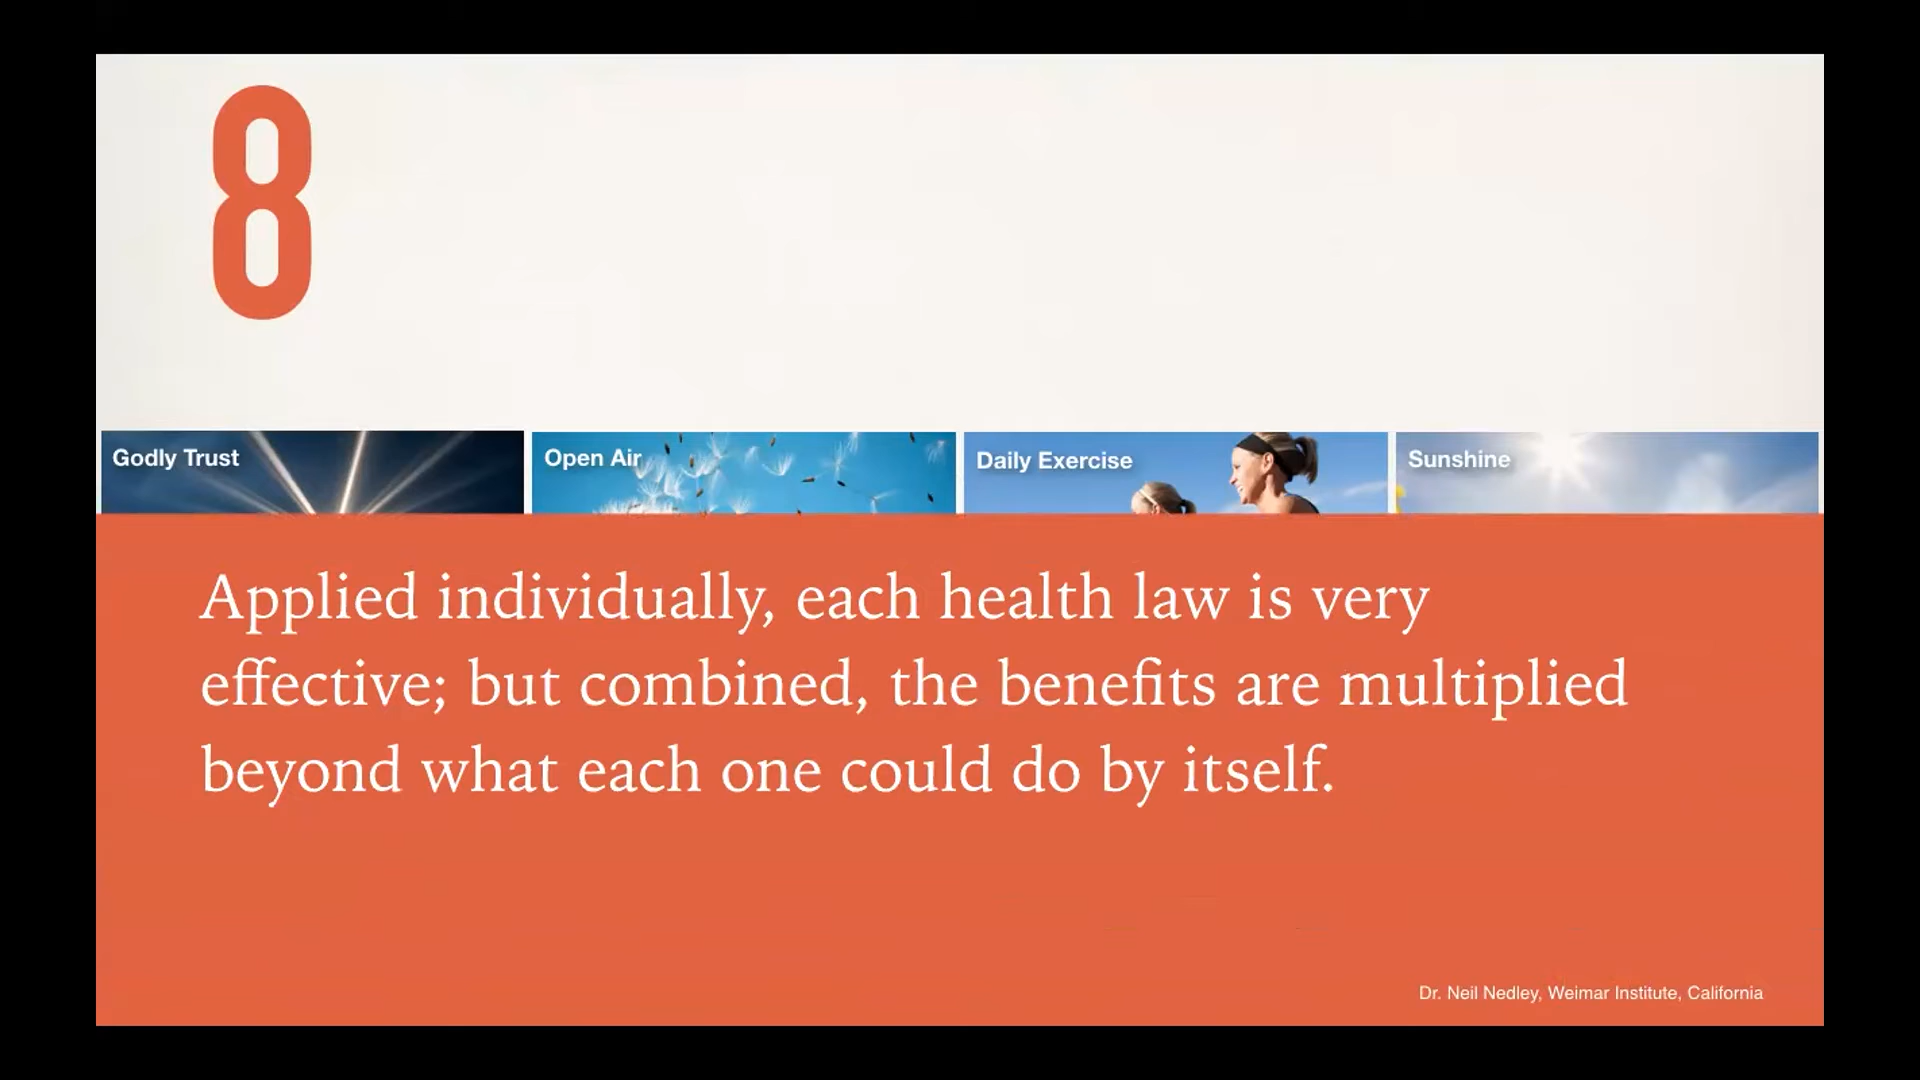 8
Godly Trust
Open Air
Daily Exercise
Sunshine
Applied individually, each health law is very
effective; but combined, the benefits are multiplied
beyond what each one could do by itself.
Dr. Neil Nedley, Weimar Institute, California